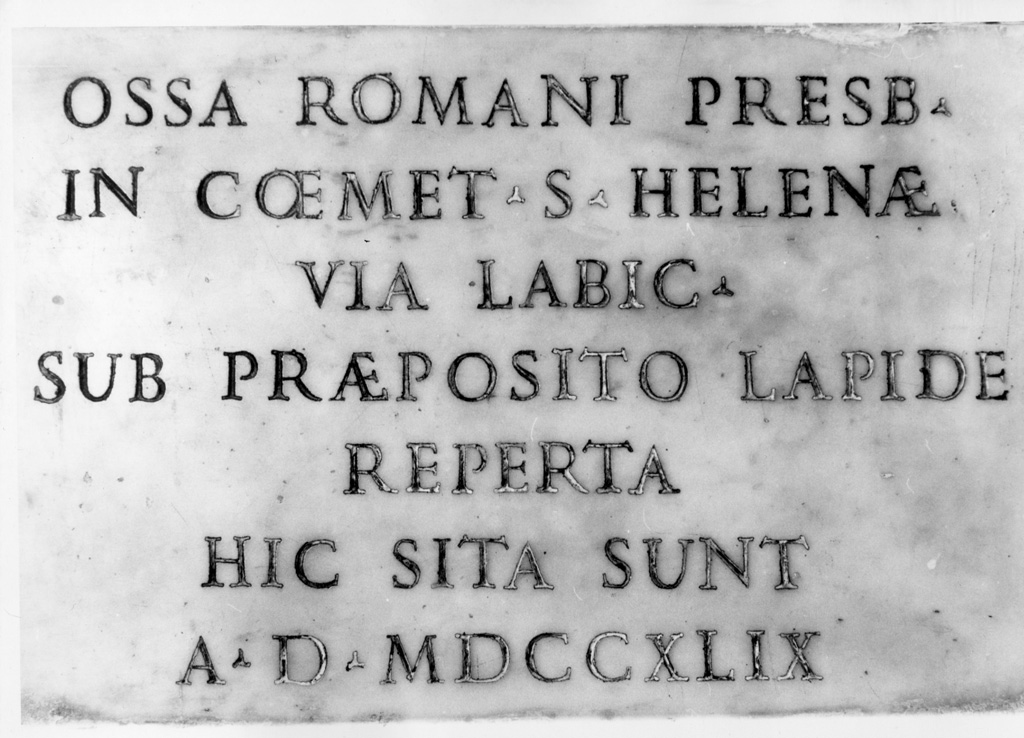 OSSA ROMANI PRESB·
IN CŒMET · S · HELENÆ
VIA LABIC·
SUB PRÆPOSITO LAPIDE
REPERTA
HIC SITA SUNT
A · D · MDCCXLIX